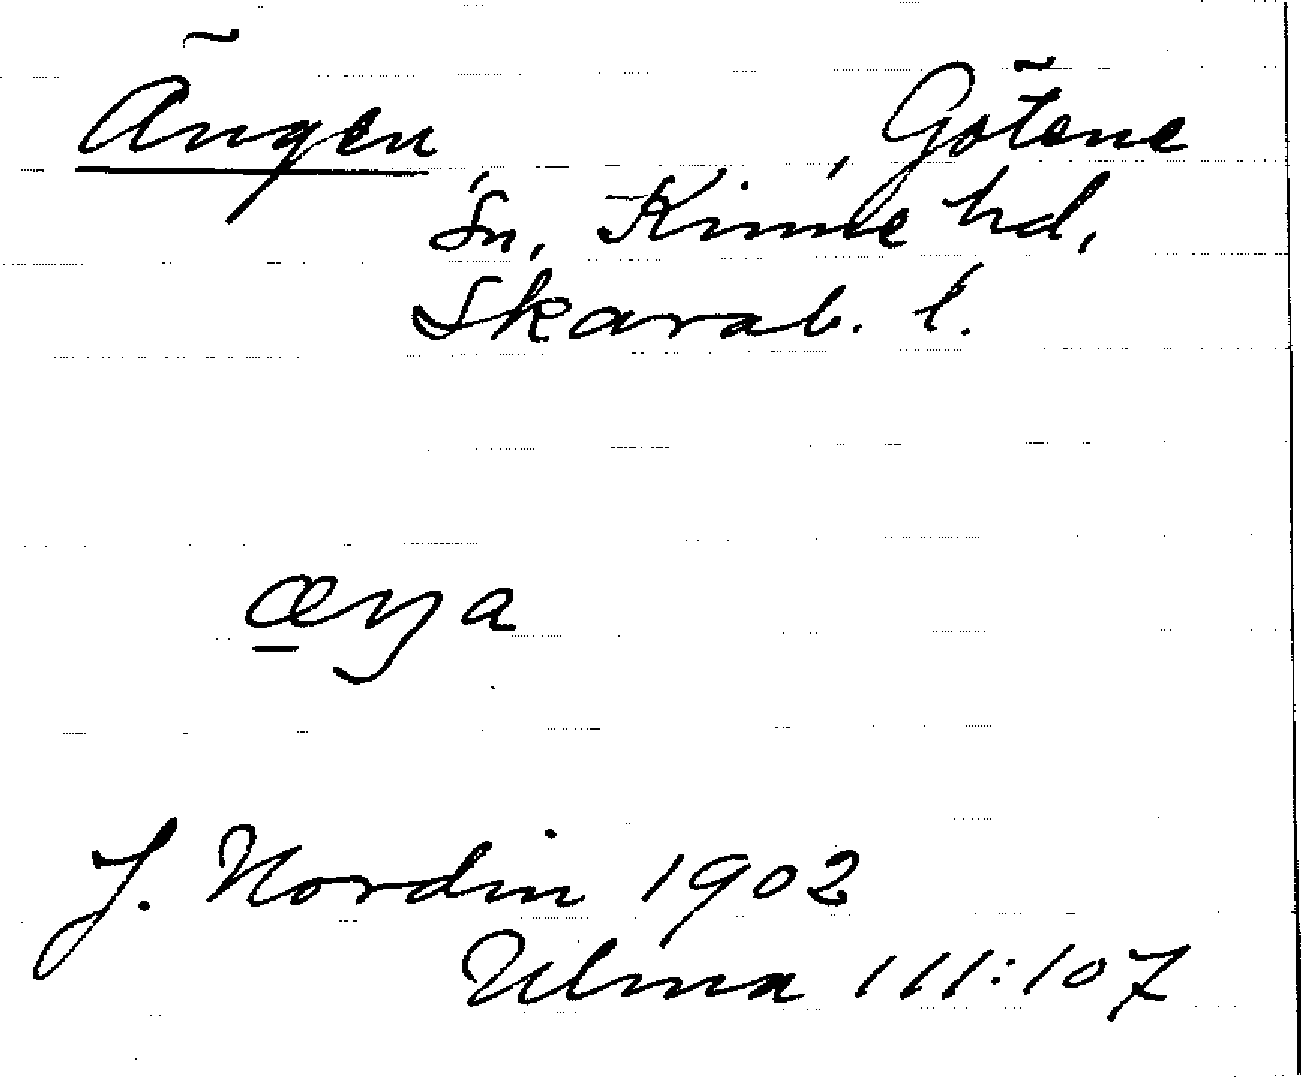 Ängen, Götene
Sn, Kinne hd,
Skarab. l.
æŋa
J. Nordin 1902
Ulma 111:107